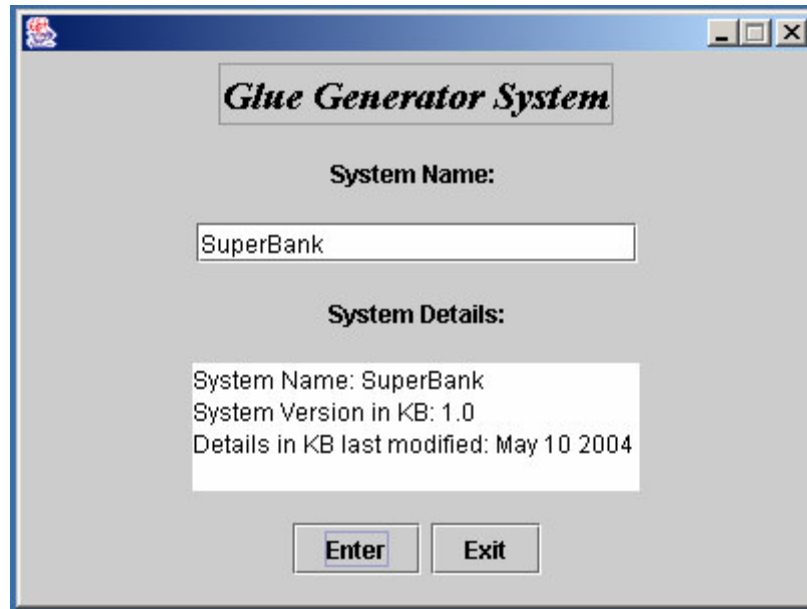 Glue Generator System
System Name:
SuperBank
System Details:
System Name: SuperBank
System Version in KB: 1.0
Details in KB last modified: May 10 2004
Enter Exit